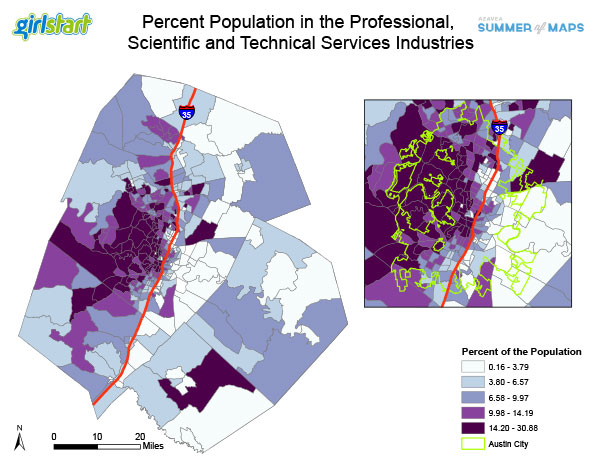 girlstart
Percent Population in the Professional,
Scientific and Technical Services Industries
AZAVEA
SUMMER of MAPS
35
35
Percent of the Population
0.16 - 3.79
3.80 - 6.57
6.58 - 9.97
9.98 - 14.19
14.20 - 30.88
Austin City
N
0 10 20
Miles